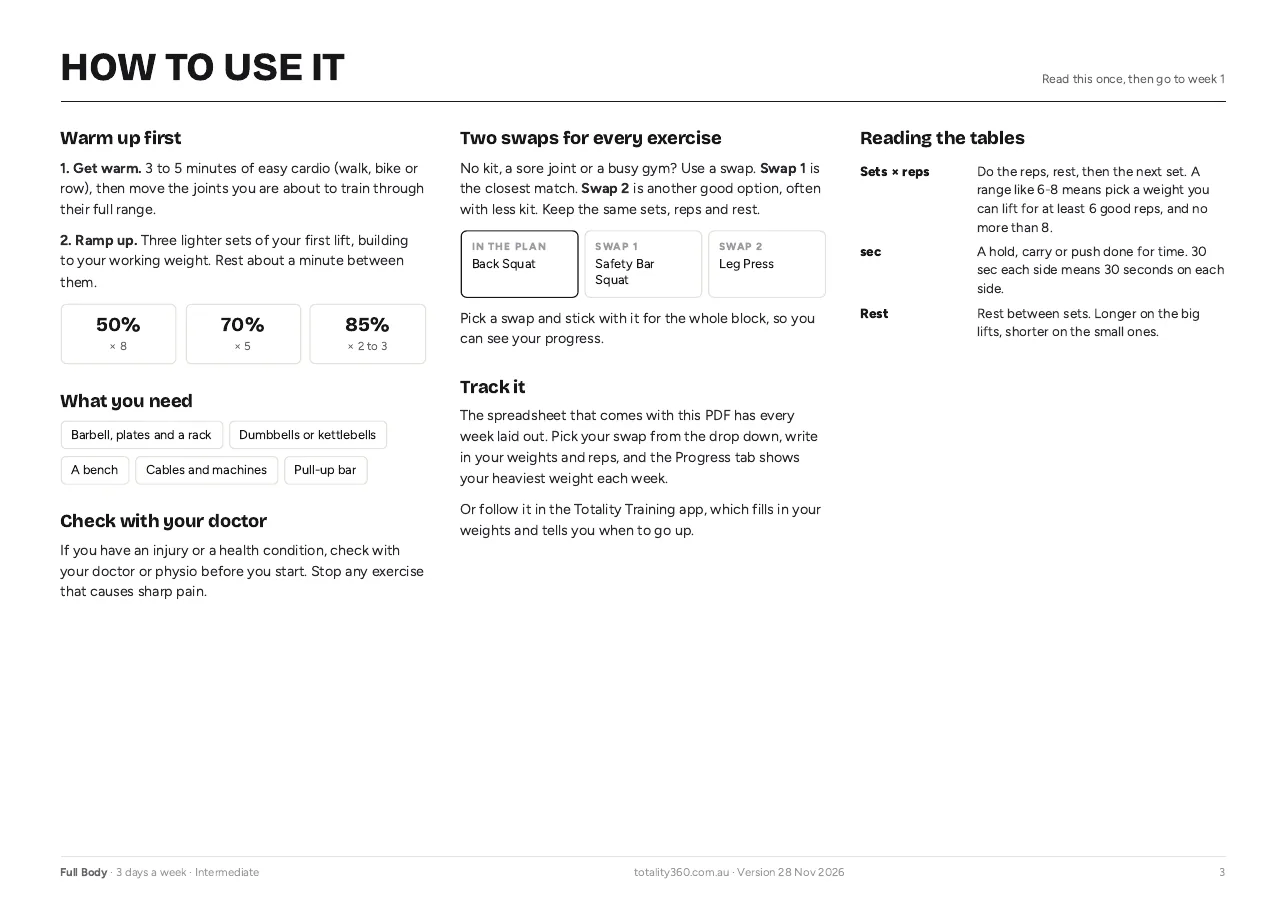 HOW TO USE IT
Read this once, then go to week 1
Warm up first
1. Get warm. 3 to 5 minutes of easy cardio (walk, bike or
row), then move the joints you are about to train through
their full range.
2. Ramp up. Three lighter sets of your first lift, building
to your working weight. Rest about a minute between
them.
50%
× 8
70%
× 5
85%
× 2 to 3
What you need
Barbell, plates and a rack
Dumbbells or kettlebells
A bench
Cables and machines
Pull-up bar
Check with your doctor
If you have an injury or a health condition, check with
your doctor or physio before you start. Stop any exercise
that causes sharp pain.
Two swaps for every exercise
No kit, a sore joint or a busy gym? Use a swap. Swap 1 is
the closest match. Swap 2 is another good option, often
with less kit. Keep the same sets, reps and rest.
IN THE PLAN
Back Squat
SWAP 1
Safety Bar
Squat
SWAP 2
Leg Press
Pick a swap and stick with it for the whole block, so you
can see your progress.
Track it
The spreadsheet that comes with this PDF has every
week laid out. Pick your swap from the drop down, write
in your weights and reps, and the Progress tab shows
your heaviest weight each week.
Or follow it in the Totality Training app, which fills in your
weights and tells you when to go up.
Reading the tables
Sets × reps
Do the reps, rest, then the next set. A
range like 6-8 means pick a weight you
can lift for at least 6 good reps, and no
more than 8.
sec
A hold, carry or push done for time. 30
sec each side means 30 seconds on each
side.
Rest
Rest between sets. Longer on the big
lifts, shorter on the small ones.
Full Body · 3 days a week · Intermediate
totality360.com.au · Version 28 Nov 2026
3